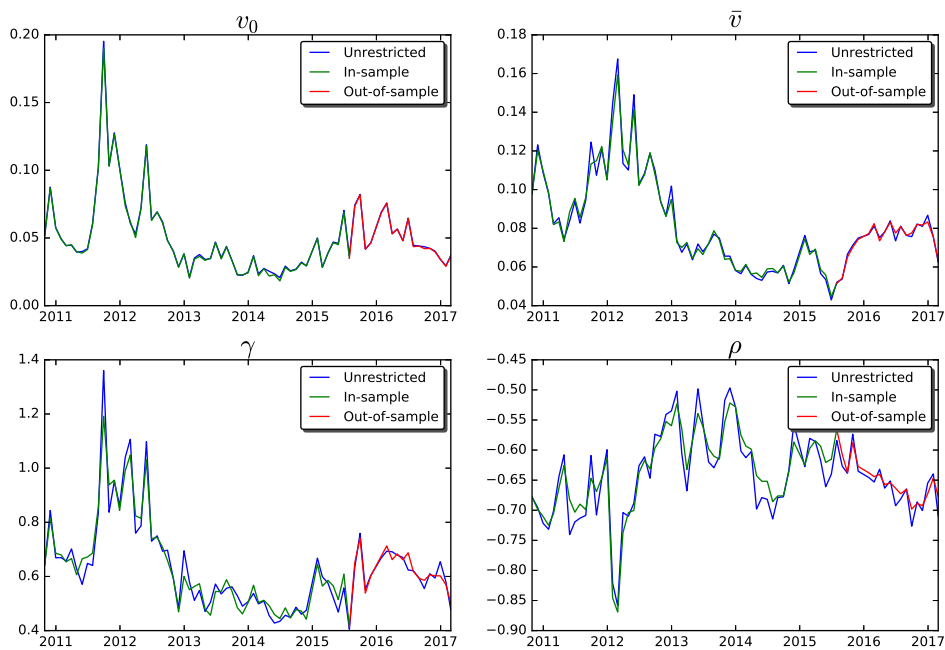 v₀
0.20
0.15
0.10
0.05
0.00
2011 2012 2013 2014 2015 2016 2017
Unrestricted
In-sample
Out-of-sample
v̄
0.18
0.16
0.14
0.12
0.10
0.08
0.06
0.04
2011 2012 2013 2014 2015 2016 2017
Unrestricted
In-sample
Out-of-sample
γ
1.4
1.2
1.0
0.8
0.6
0.4
2011 2012 2013 2014 2015 2016 2017
Unrestricted
In-sample
Out-of-sample
ρ
−0.45
−0.50
−0.55
−0.60
−0.65
−0.70
−0.75
−0.80
−0.85
−0.90
2011 2012 2013 2014 2015 2016 2017
Unrestricted
In-sample
Out-of-sample